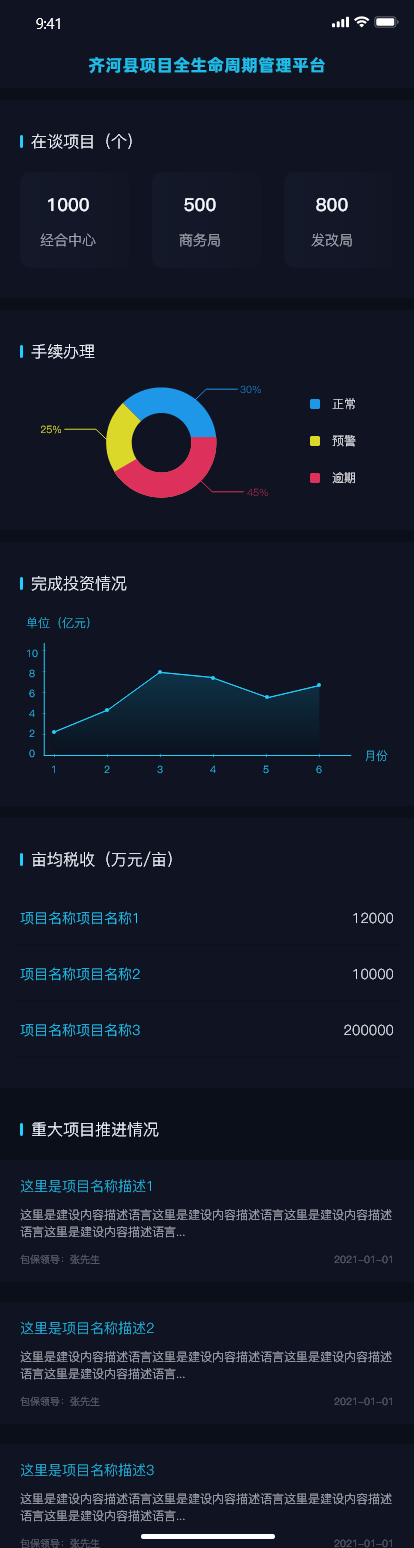 9:41
齐河县项目全生命周期管理平台
在谈项目（个）
1000 500 800
经合中心 商务局 发改局
手续办理
30%
25%
45%
正常
预警
逾期
完成投资情况
单位（亿元）
10
8
6
4
2
0
1 2 3 4 5 6
月份
亩均税收（万元/亩）
项目名称项目名称1 12000
项目名称项目名称2 10000
项目名称项目名称3 200000
重大项目推进情况
这里是项目名称描述1
这里是建设内容描述语言这里是建设内容描述语言这里是建设内容描述
语言这里是建设内容描述语言...
包保领导：张先生 2021-01-01
这里是项目名称描述2
这里是建设内容描述语言这里是建设内容描述语言这里是建设内容描述
语言这里是建设内容描述语言...
包保领导：张先生 2021-01-01
这里是项目名称描述3
这里是建设内容描述语言这里是建设内容描述语言这里是建设内容描述
语言这里是建设内容描述语言...
包保领导：张先生 2021-01-01